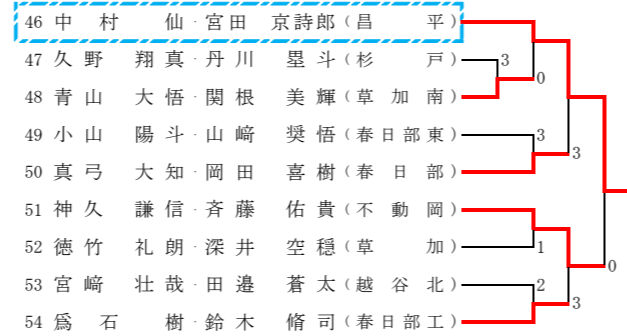 46 中村 仙・宮田 京詩郎(昌平)
47 久野 翔真・丹川 塁斗(杉戸) 3
0
48 青山 大悟・関根 美輝(草加南)
49 小山 陽斗・山﨑 奨悟(春日部東) 3
3
50 真弓 大知・岡田 喜樹(春日部)
51 神久 謙信・斉藤 佑貴(不動岡)
52 徳竹 礼朗・深井 空穏(草加) 1
0
53 宮﨑 壮哉・田邉 蒼太(越谷北) 2
3
54 爲石 樹・鈴木 脩司(春日部工)